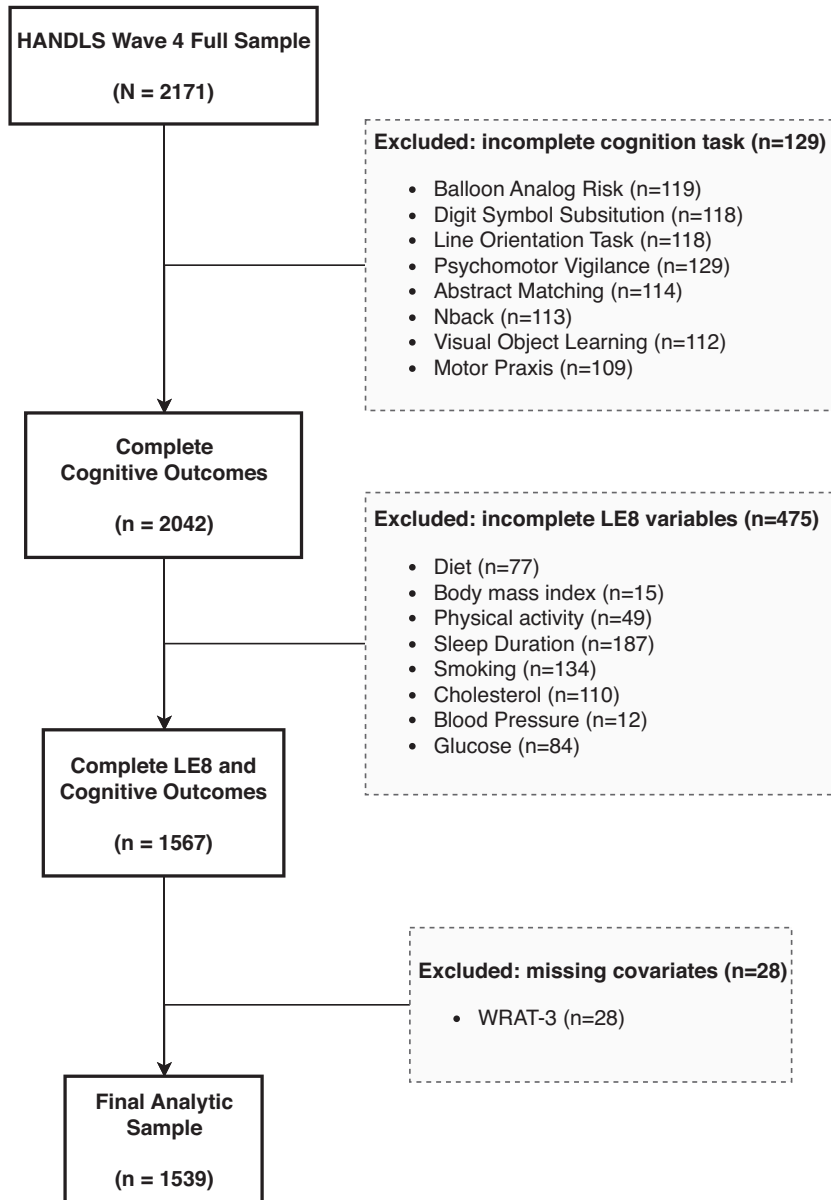 HANDLS Wave 4 Full Sample
(N = 2171)
Excluded: incomplete cognition task (n=129)
• Balloon Analog Risk (n=119)
• Digit Symbol Subsitution (n=118)
• Line Orientation Task (n=118)
• Psychomotor Vigilance (n=129)
• Abstract Matching (n=114)
• Nback (n=113)
• Visual Object Learning (n=112)
• Motor Praxis (n=109)
Complete
Cognitive Outcomes
(n = 2042)
Excluded: incomplete LE8 variables (n=475)
• Diet (n=77)
• Body mass index (n=15)
• Physical activity (n=49)
• Sleep Duration (n=187)
• Smoking (n=134)
• Cholesterol (n=110)
• Blood Pressure (n=12)
• Glucose (n=84)
Complete LE8 and
Cognitive Outcomes
(n = 1567)
Excluded: missing covariates (n=28)
• WRAT-3 (n=28)
Final Analytic
Sample
(n = 1539)